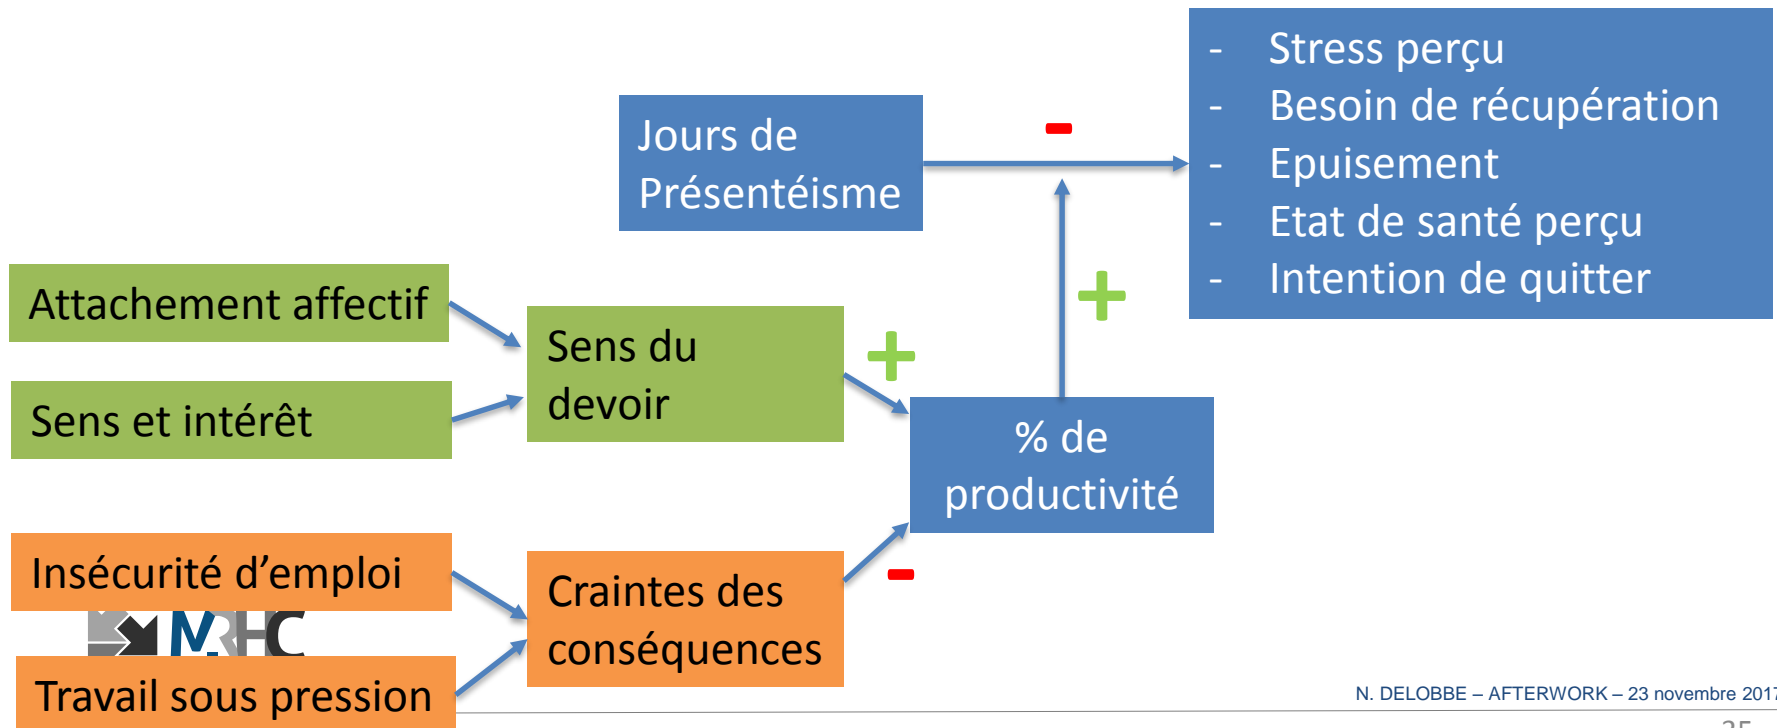 - Stress perçu
- Besoin de récupération
- Epuisement
- Etat de santé perçu
- Intention de quitter
-
Jours de
Présentéisme
+
Attachement affectif
Sens et intérêt
Sens du
devoir
+
% de
productivité
-
Insécurité d'emploi
Craintes des
conséquences
MRHC
Travail sous pression
N. DELOBBE – AFTERWORK – 23 novembre 2017